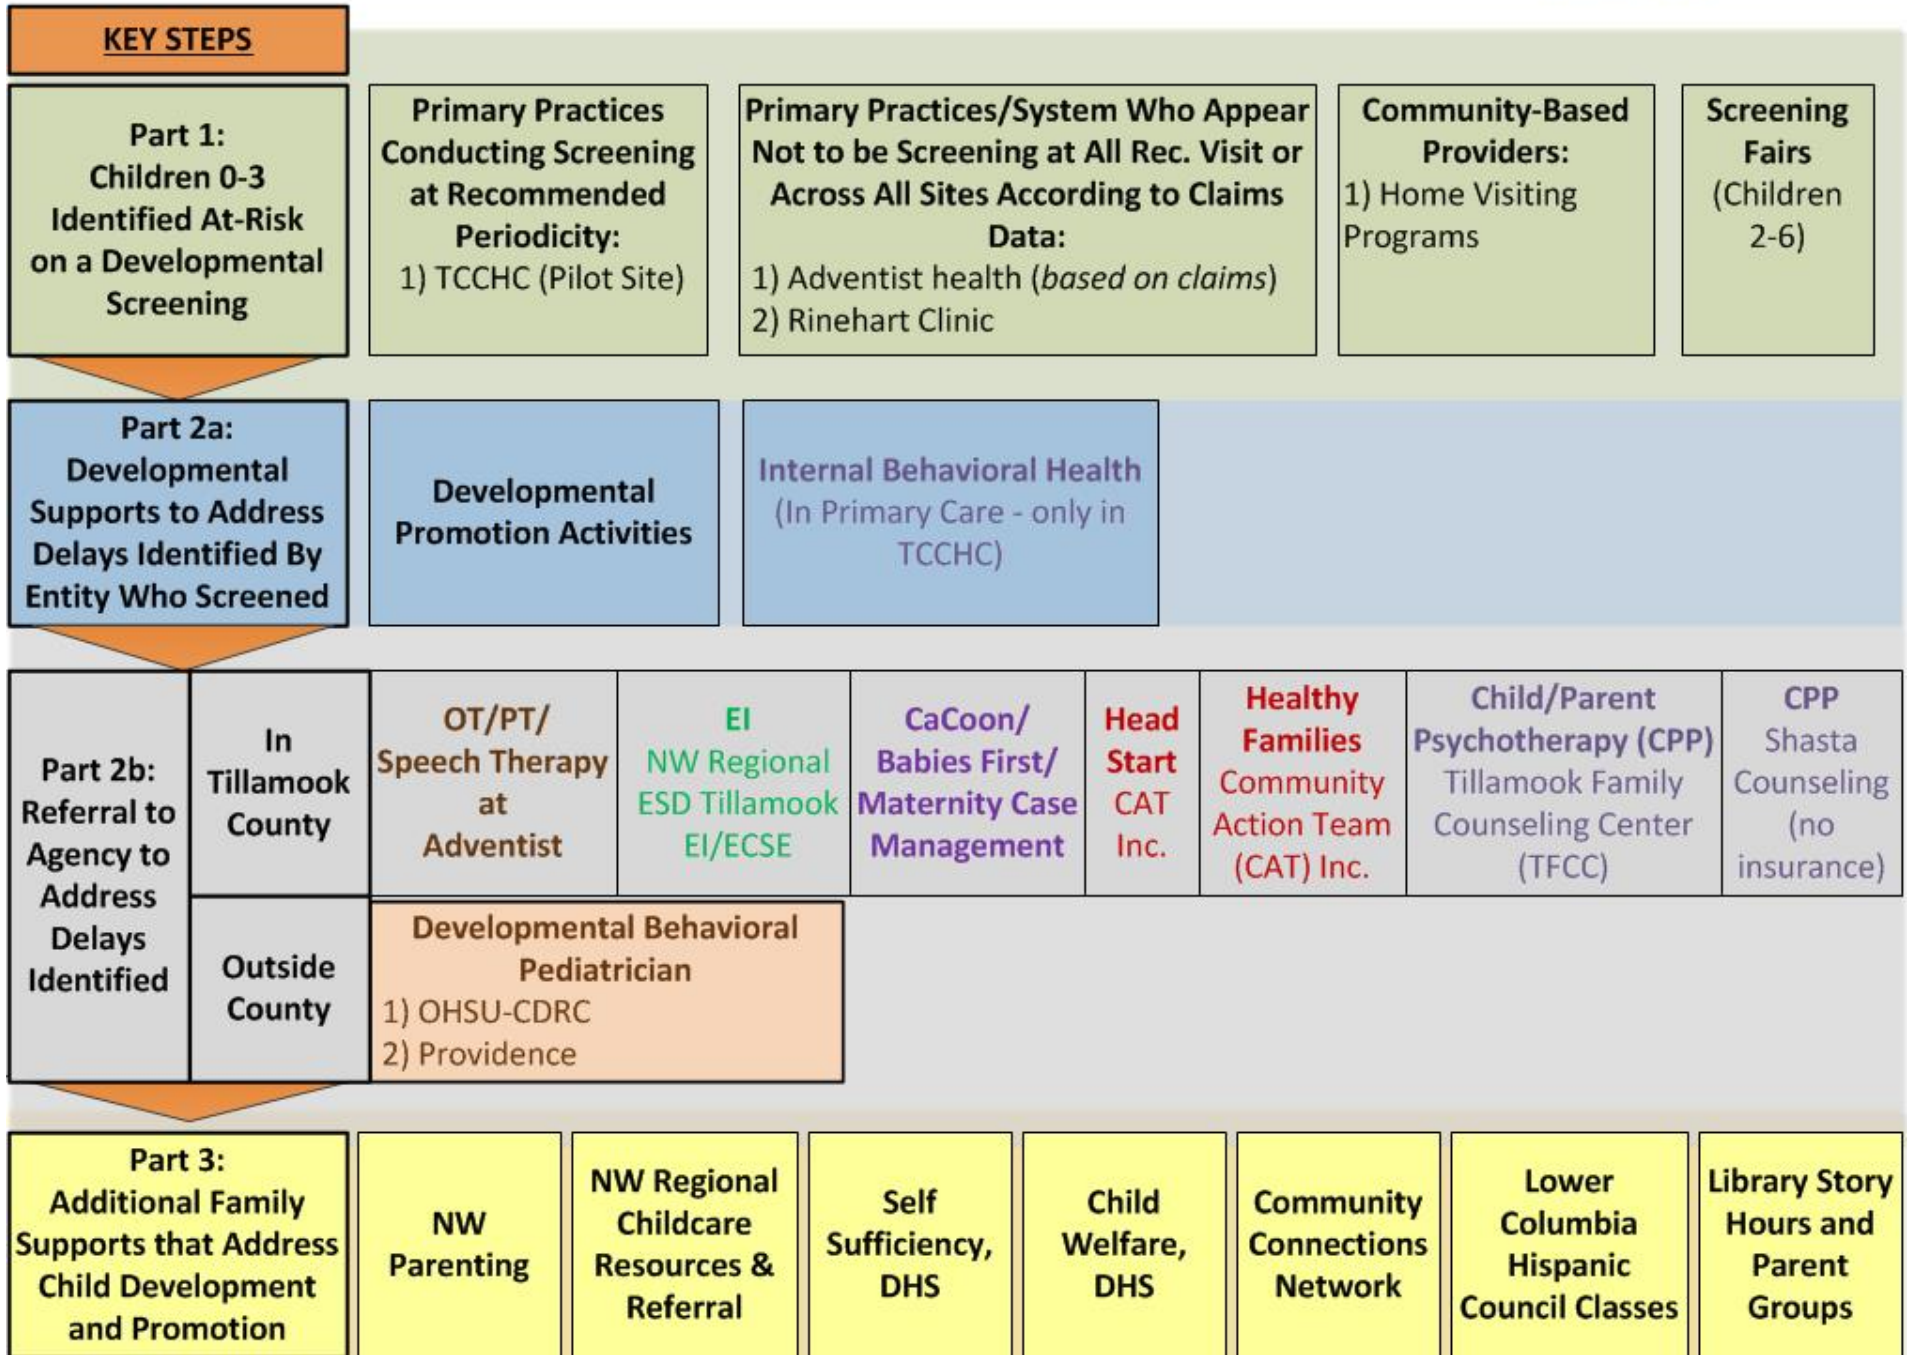 KEY STEPS
Part 1:
Children 0-3
Identified At-Risk
on a Developmental
Screening
Primary Practices
Conducting Screening
at Recommended
Periodicity:
1) TCCHC (Pilot Site)
Primary Practices/System Who Appear
Not to be Screening at All Rec. Visit or
Across All Sites According to Claims
Data:
1) Adventist health (based on claims)
2) Rinehart Clinic
Community-Based
Providers:
1) Home Visiting
Programs
Screening
Fairs
(Children
2-6)
Part 2a:
Developmental
Supports to Address
Delays Identified By
Entity Who Screened
Developmental
Promotion Activities
Internal Behavioral Health
(In Primary Care - only in
TCCHC)
Part 2b:
Referral to
Agency to
Address
Delays
Identified
In
Tillamook
County
OT/PT/
Speech Therapy
at
Adventist
EI
NW Regional
ESD Tillamook
EI/ECSE
CaCoon/
Babies First/
Maternity Case
Management
Head
Start
CAT
Inc.
Healthy
Families
Community
Action Team
(CAT) Inc.
Child/Parent
Psychotherapy (CPP)
Tillamook Family
Counseling Center
(TFCC)
CPP
Shasta
Counseling
(no
insurance)
Outside
County
Developmental Behavioral
Pediatrician
1) OHSU-CDRC
2) Providence
Part 3:
Additional Family
Supports that Address
Child Development
and Promotion
NW
Parenting
NW Regional
Childcare
Resources &
Referral
Self
Sufficiency,
DHS
Child
Welfare,
DHS
Community
Connections
Network
Lower
Columbia
Hispanic
Council Classes
Library Story
Hours and
Parent
Groups